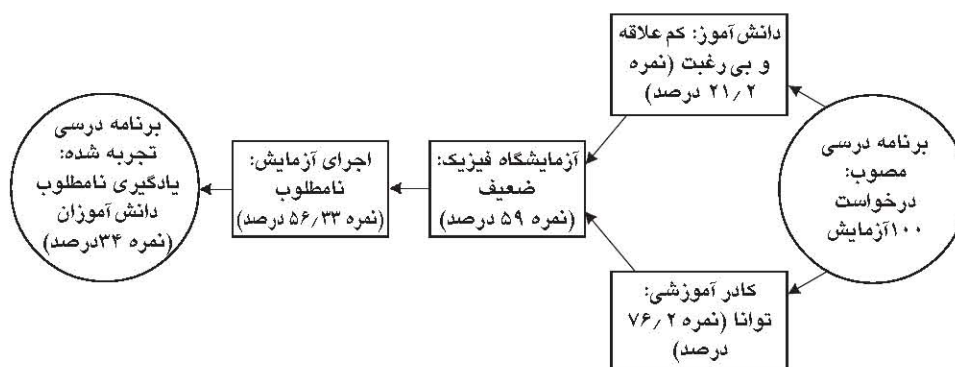 برنامه درسی
مصوب:
درخواست
۱۰۰آزمایش
دانش‌آموز: کم علاقه
و بی‌رغبت (نمره
۲۱٫۲ درصد)
کادر آموزشی:
توانا (نمره ۷۶٫۲
درصد)
آزمایشگاه فیزیک:
ضعیف
(نمره ۵۹ درصد)
اجرای آزمایش:
نامطلوب
(نمره ۵۶٫۳۳ درصد)
برنامه درسی
تجربه شده:
یادگیری نامطلوب
دانش‌آموزان
(نمره ۳۴درصد)